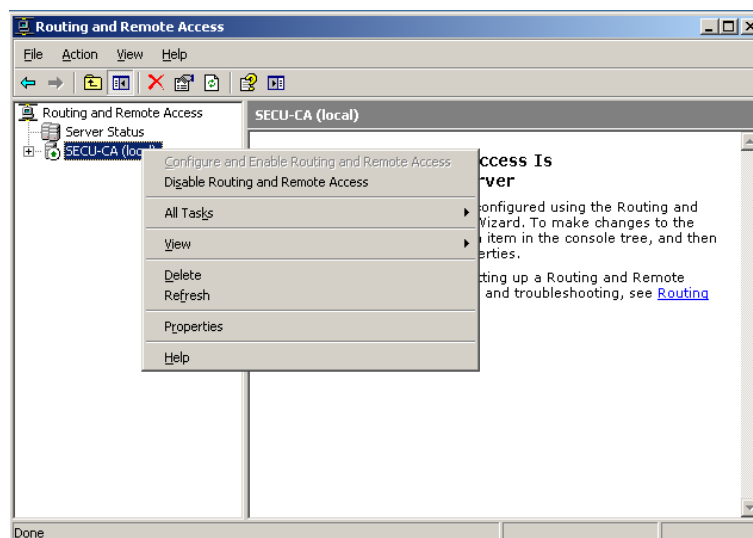 Routing and Remote Access
File Action View Help
Routing and Remote Access
Server Status
SECU-CA (local)
SECU-CA (loc
Configure and Enable Routing and Remote Access
Disable Routing and Remote Access
All Tasks
View
Delete
Refresh
Properties
Help
ccess Is
rver
configured using the Routing and
Wizard. To make changes to the
item in the console tree, and then
erties.
tting up a Routing and Remote
and troubleshooting, see Routing
Done